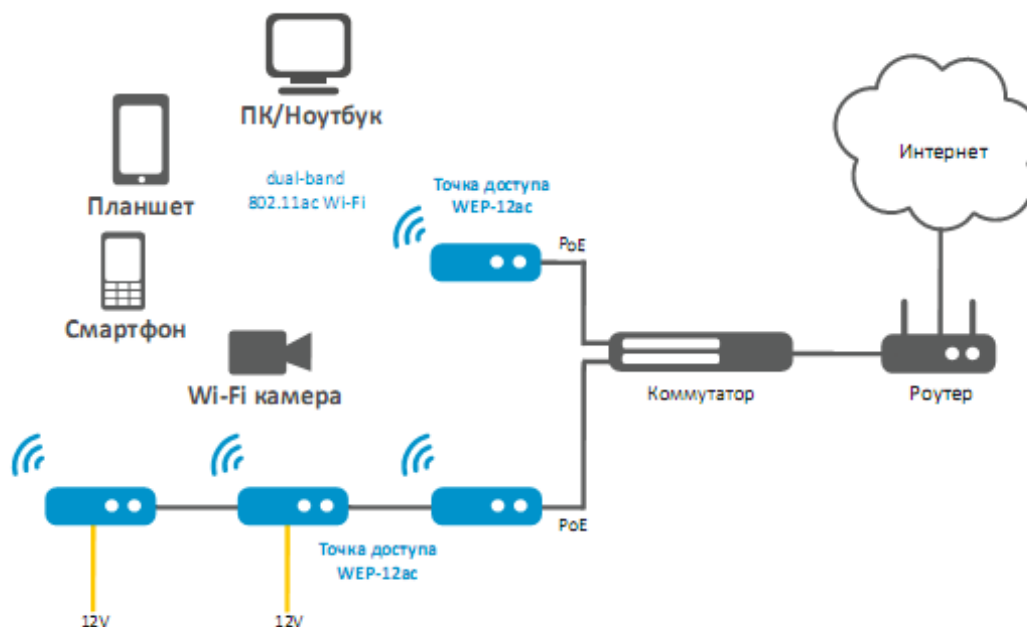 ПК/Ноутбук
Интернет
Планшет
dual-band
802.11ac Wi-Fi
Точка доступа
WEP-12ac
PoE
Смартфон
Wi-Fi камера
Коммутатор
Роутер
PoE
Точка доступа
WEP-12ac
12V
12V